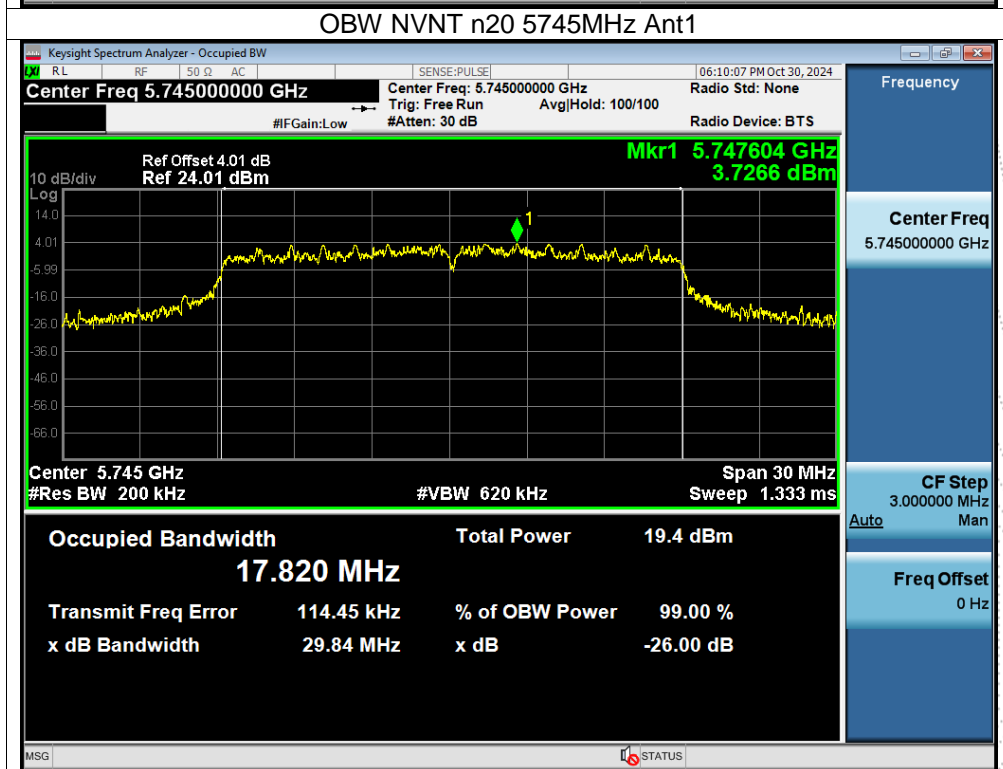 OBW NVNT n20 5745MHz Ant1
Keysight Spectrum Analyzer - Occupied BW
LXI RL RF 50 Ω AC SENSE:PULSE 06:10:07 PM Oct 30, 2024
Center Freq 5.745000000 GHz
Center Freq: 5.745000000 GHz
Radio Std: None
Trig: Free Run Avg|Hold: 100/100
#IFGain:Low
#Atten: 30 dB
Radio Device: BTS
Frequency
Mkr1 5.747604 GHz
3.7266 dBm
Ref Offset 4.01 dB
10 dB/div Ref 24.01 dBm
Log
14.0
1
4.01
-5.99
-16.0
-26.0
-36.0
-46.0
-56.0
-66.0
Center 5.745 GHz Span 30 MHz
#Res BW 200 kHz #VBW 620 kHz Sweep 1.333 ms
Center Freq
5.745000000 GHz
CF Step
3.000000 MHz
Auto Man
Freq Offset
0 Hz
Occupied Bandwidth Total Power 19.4 dBm
17.820 MHz
Transmit Freq Error 114.45 kHz % of OBW Power 99.00 %
x dB Bandwidth 29.84 MHz x dB -26.00 dB
MSG STATUS